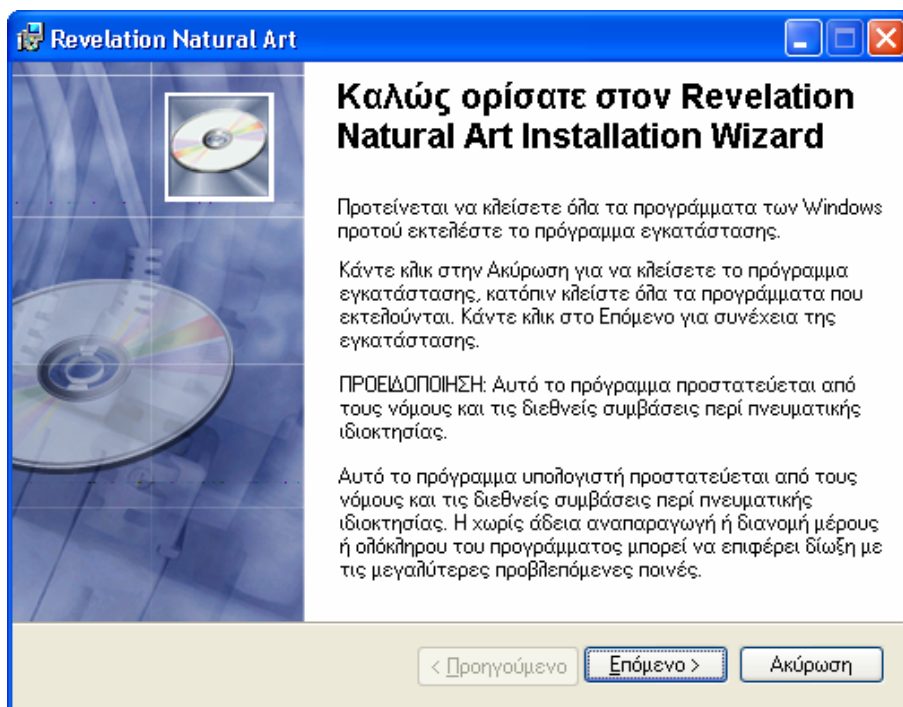 Revelation Natural Art
Καλώς ορίσατε στον Revelation
Natural Art Installation Wizard
Προτείνεται να κλείσετε όλα τα προγράμματα των Windows
προτού εκτελέστε το πρόγραμμα εγκατάστασης.
Κάντε κλικ στην Ακύρωση για να κλείσετε το πρόγραμμα
εγκατάστασης, κατόπιν κλείστε όλα τα προγράμματα που
εκτελούνται. Κάντε κλικ στο Επόμενο για συνέχεια της
εγκατάστασης.
ΠΡΟΕΙΔΟΠΟΙΗΣΗ: Αυτό το πρόγραμμα προστατεύεται από
τους νόμους και τις διεθνείς συμβάσεις περί πνευματικής
ιδιοκτησίας.
Αυτό το πρόγραμμα υπολογιστή προστατεύεται από τους
νόμους και τις διεθνείς συμβάσεις περί πνευματικής
ιδιοκτησίας. Η χωρίς άδεια αναπαραγωγή ή διανομή μέρους
ή ολόκληρου του προγράμματος μπορεί να επιφέρει δίωξη με
τις μεγαλύτερες προβλεπόμενες ποινές.
< Προηγούμενο Επόμενο > Ακύρωση